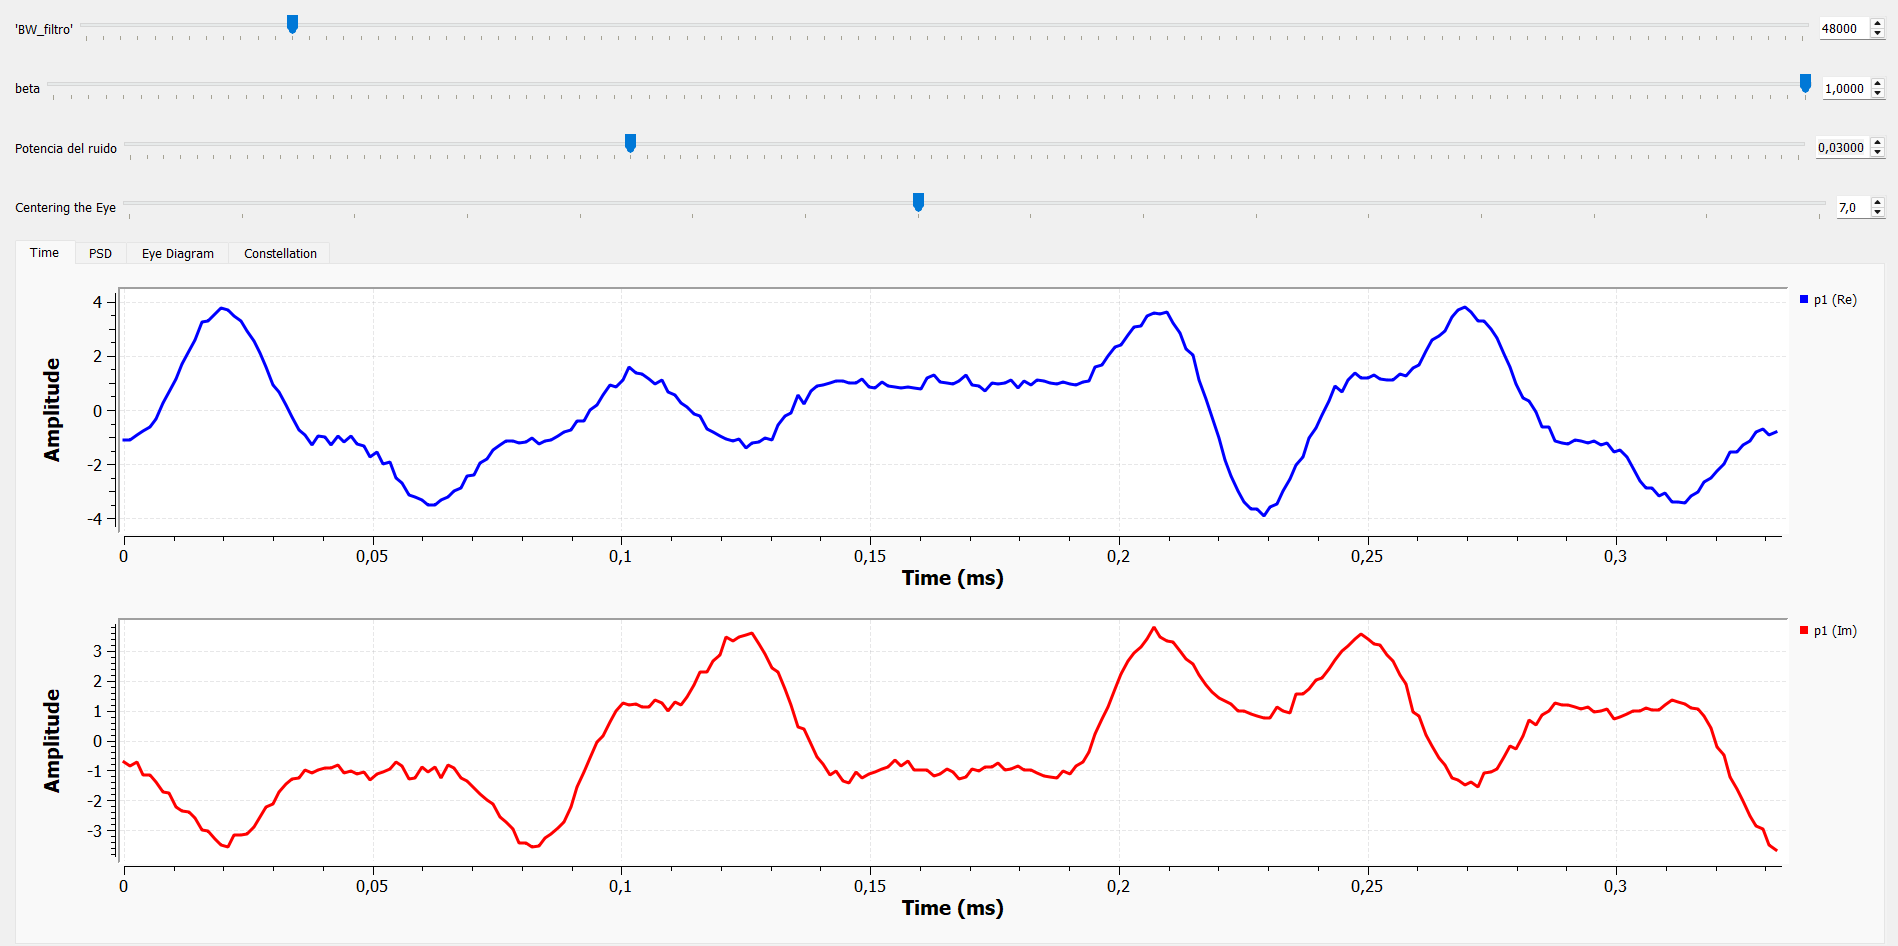 'BW_filtro' 48000
beta 1,0000
Potencia del ruido 0,03000
Centering the Eye 7,0
Time PSD Eye Diagram Constellation
p1 (Re)
Amplitude
4
2
0
-2
-4
0 0,05 0,1 0,15 0,2 0,25 0,3
Time (ms)
p1 (Im)
Amplitude
3
2
1
0
-1
-2
-3
0 0,05 0,1 0,15 0,2 0,25 0,3
Time (ms)